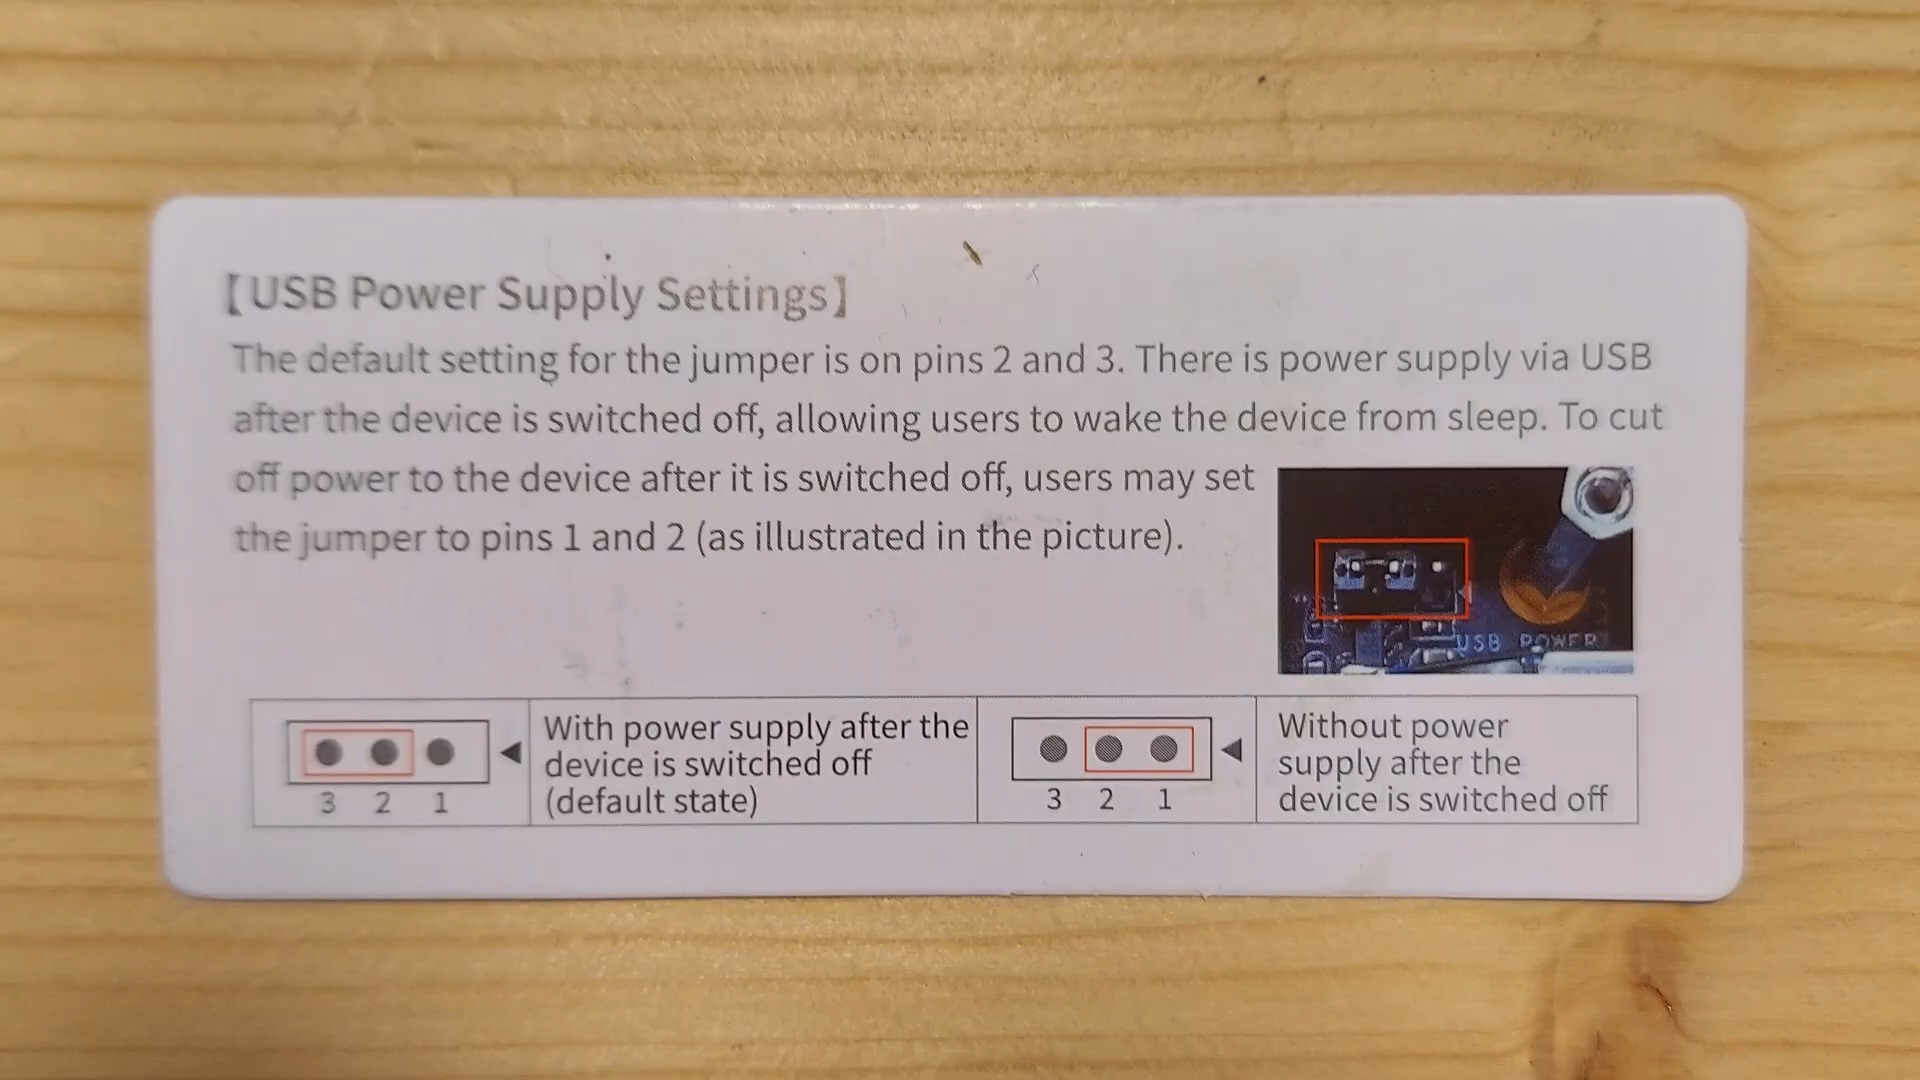 【USB Power Supply Settings】
The default setting for the jumper is on pins 2 and 3. There is power supply via USB
after the device is switched off, allowing users to wake the device from sleep. To cut
off power to the device after it is switched off, users may set
the jumper to pins 1 and 2 (as illustrated in the picture).
USB POWER
With power supply after the
device is switched off
(default state)
3 2 1
Without power
supply after the
device is switched off
3 2 1